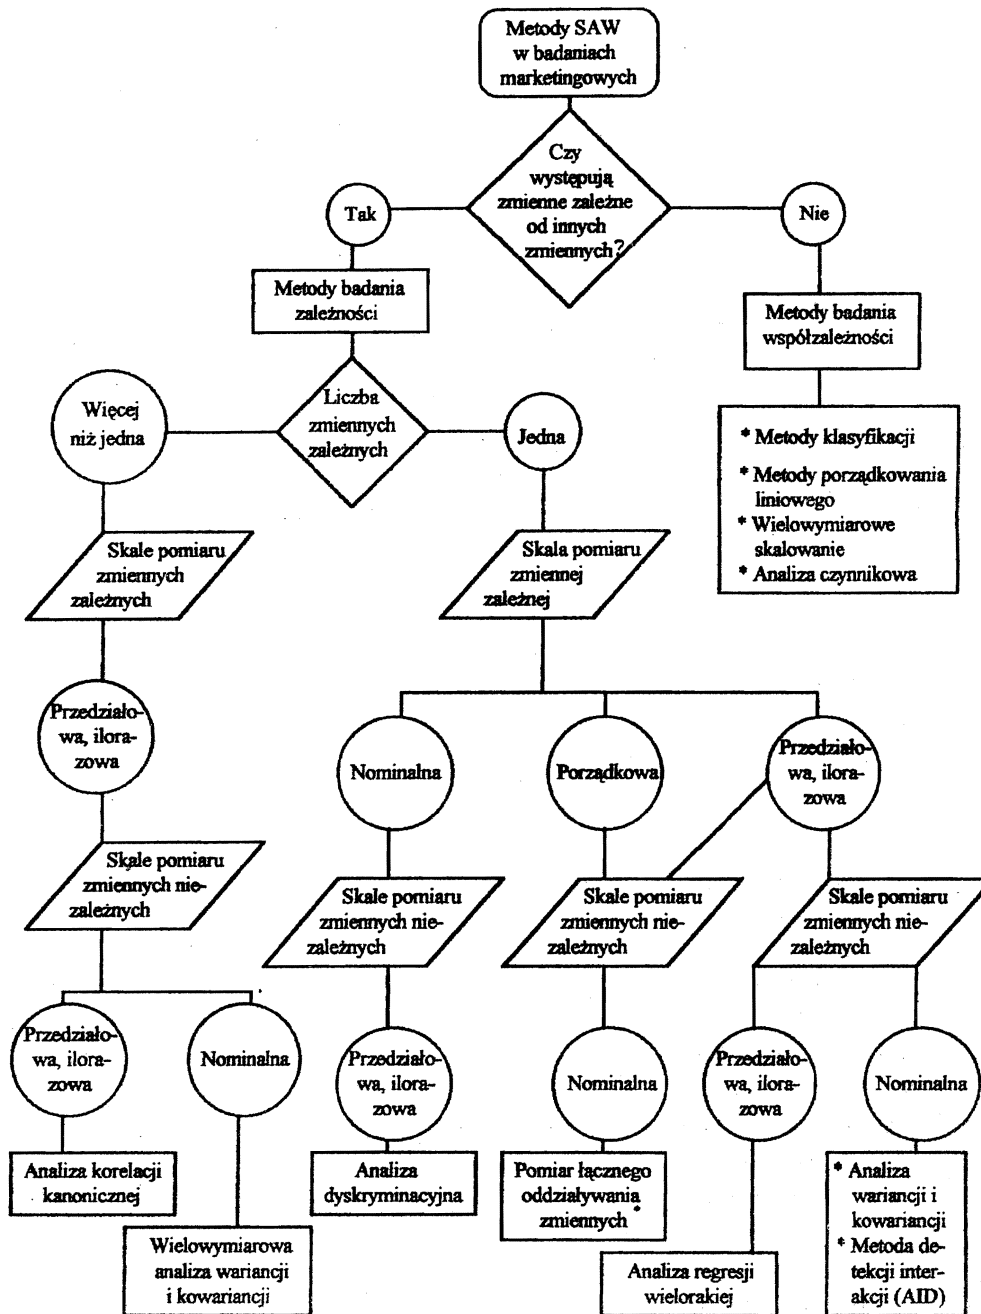 Metody SAW
w badaniach
marketingowych
Czy
występują
zmienne zależne
od innych
zmiennych?
Tak
Nie
Metody badania
zależności
Metody badania
współzależności
Więcej
niż jedna
Liczba
zmiennych
zależnych
Jedna
* Metody klasyfikacji
* Metody porządkowania
liniowego
* Wielowymiarowe
skalowanie
* Analiza czynnikowa
Skale pomiaru
zmiennych
zależnych
Skala pomiaru
zmiennej
zależnej
Przedziało-
wa, ilora-
zowa
Nominalna
Porządkowa
Przedziało-
wa, ilora-
zowa
Skale pomiaru
zmiennych nie-
zależnych
Skale pomiaru
zmiennych nie-
zależnych
Skale pomiaru
zmiennych nie-
zależnych
Skale pomiaru
zmiennych nie-
zależnych
Przedziało-
wa, ilora-
zowa
Nominalna
Przedziało-
wa, ilora-
zowa
Nominalna
Przedziało-
wa, ilora-
zowa
Nominalna
Analiza korelacji
kanonicznej
Wielowymiarowa
analiza wariancji
i kowariancji
Analiza
dyskryminacyjna
Pomiar łącznego
oddziaływania
zmiennych *
Analiza regresji
wielorakiej
* Analiza
wariancji i
kowariancji
* Metoda de-
tekcji inter-
akcji (AID)